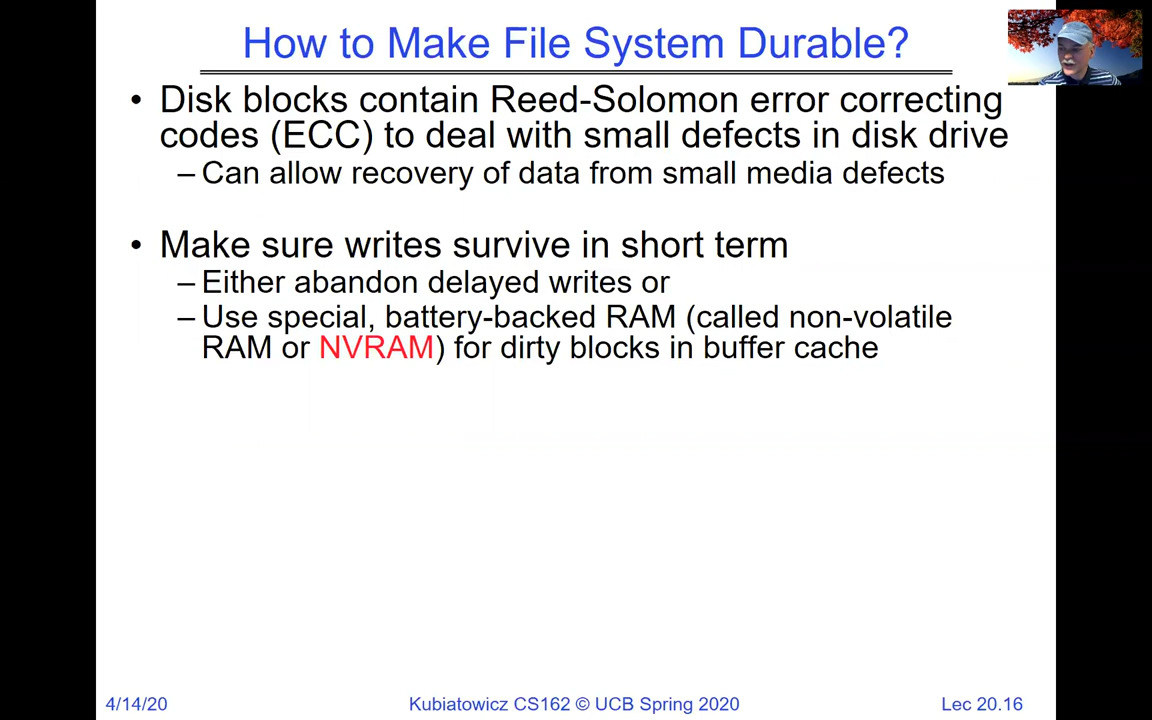 How to Make File System Durable?
• Disk blocks contain Reed-Solomon error correcting
codes (ECC) to deal with small defects in disk drive
– Can allow recovery of data from small media defects
• Make sure writes survive in short term
– Either abandon delayed writes or
– Use special, battery-backed RAM (called non-volatile
RAM or NVRAM) for dirty blocks in buffer cache
4/14/20
Kubiatowicz CS162 © UCB Spring 2020
Lec 20.16